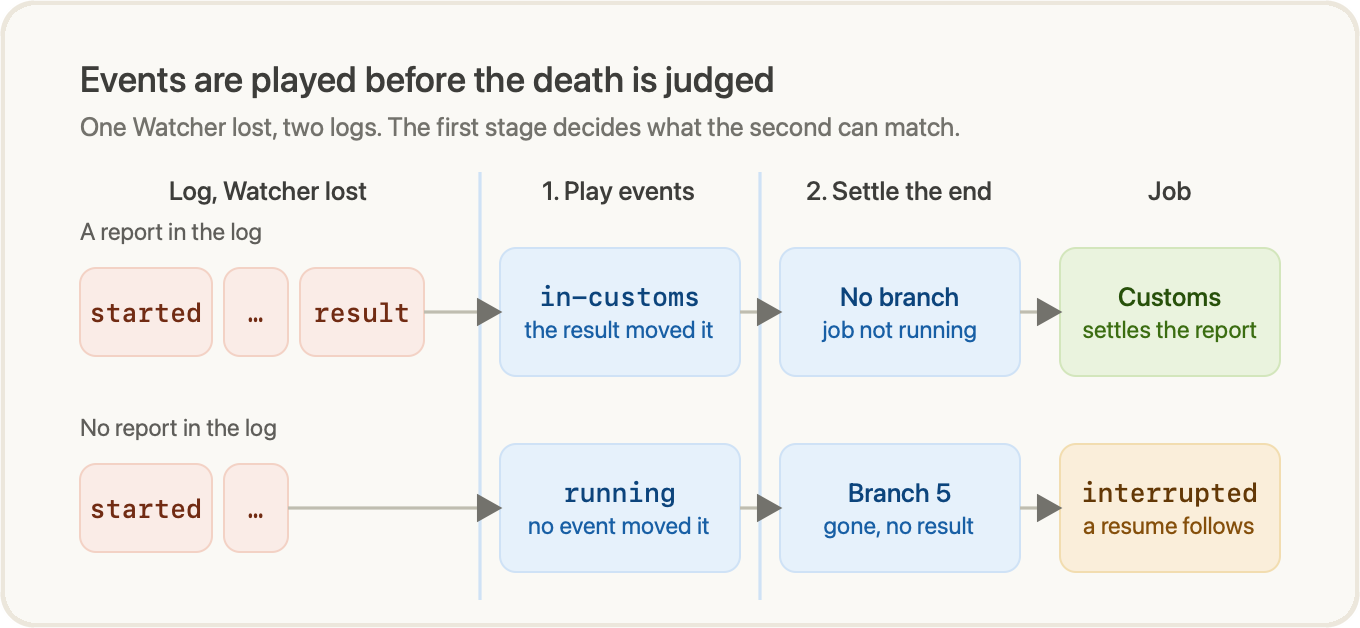 Events are played before the death is judged
One Watcher lost, two logs. The first stage decides what the second can match.
Log, Watcher lost
1. Play events
2. Settle the end
Job
A report in the log
started
…
result
in-customs
the result moved it
No branch
job not running
Customs
settles the report
No report in the log
started
…
running
no event moved it
Branch 5
gone, no result
interrupted
a resume follows